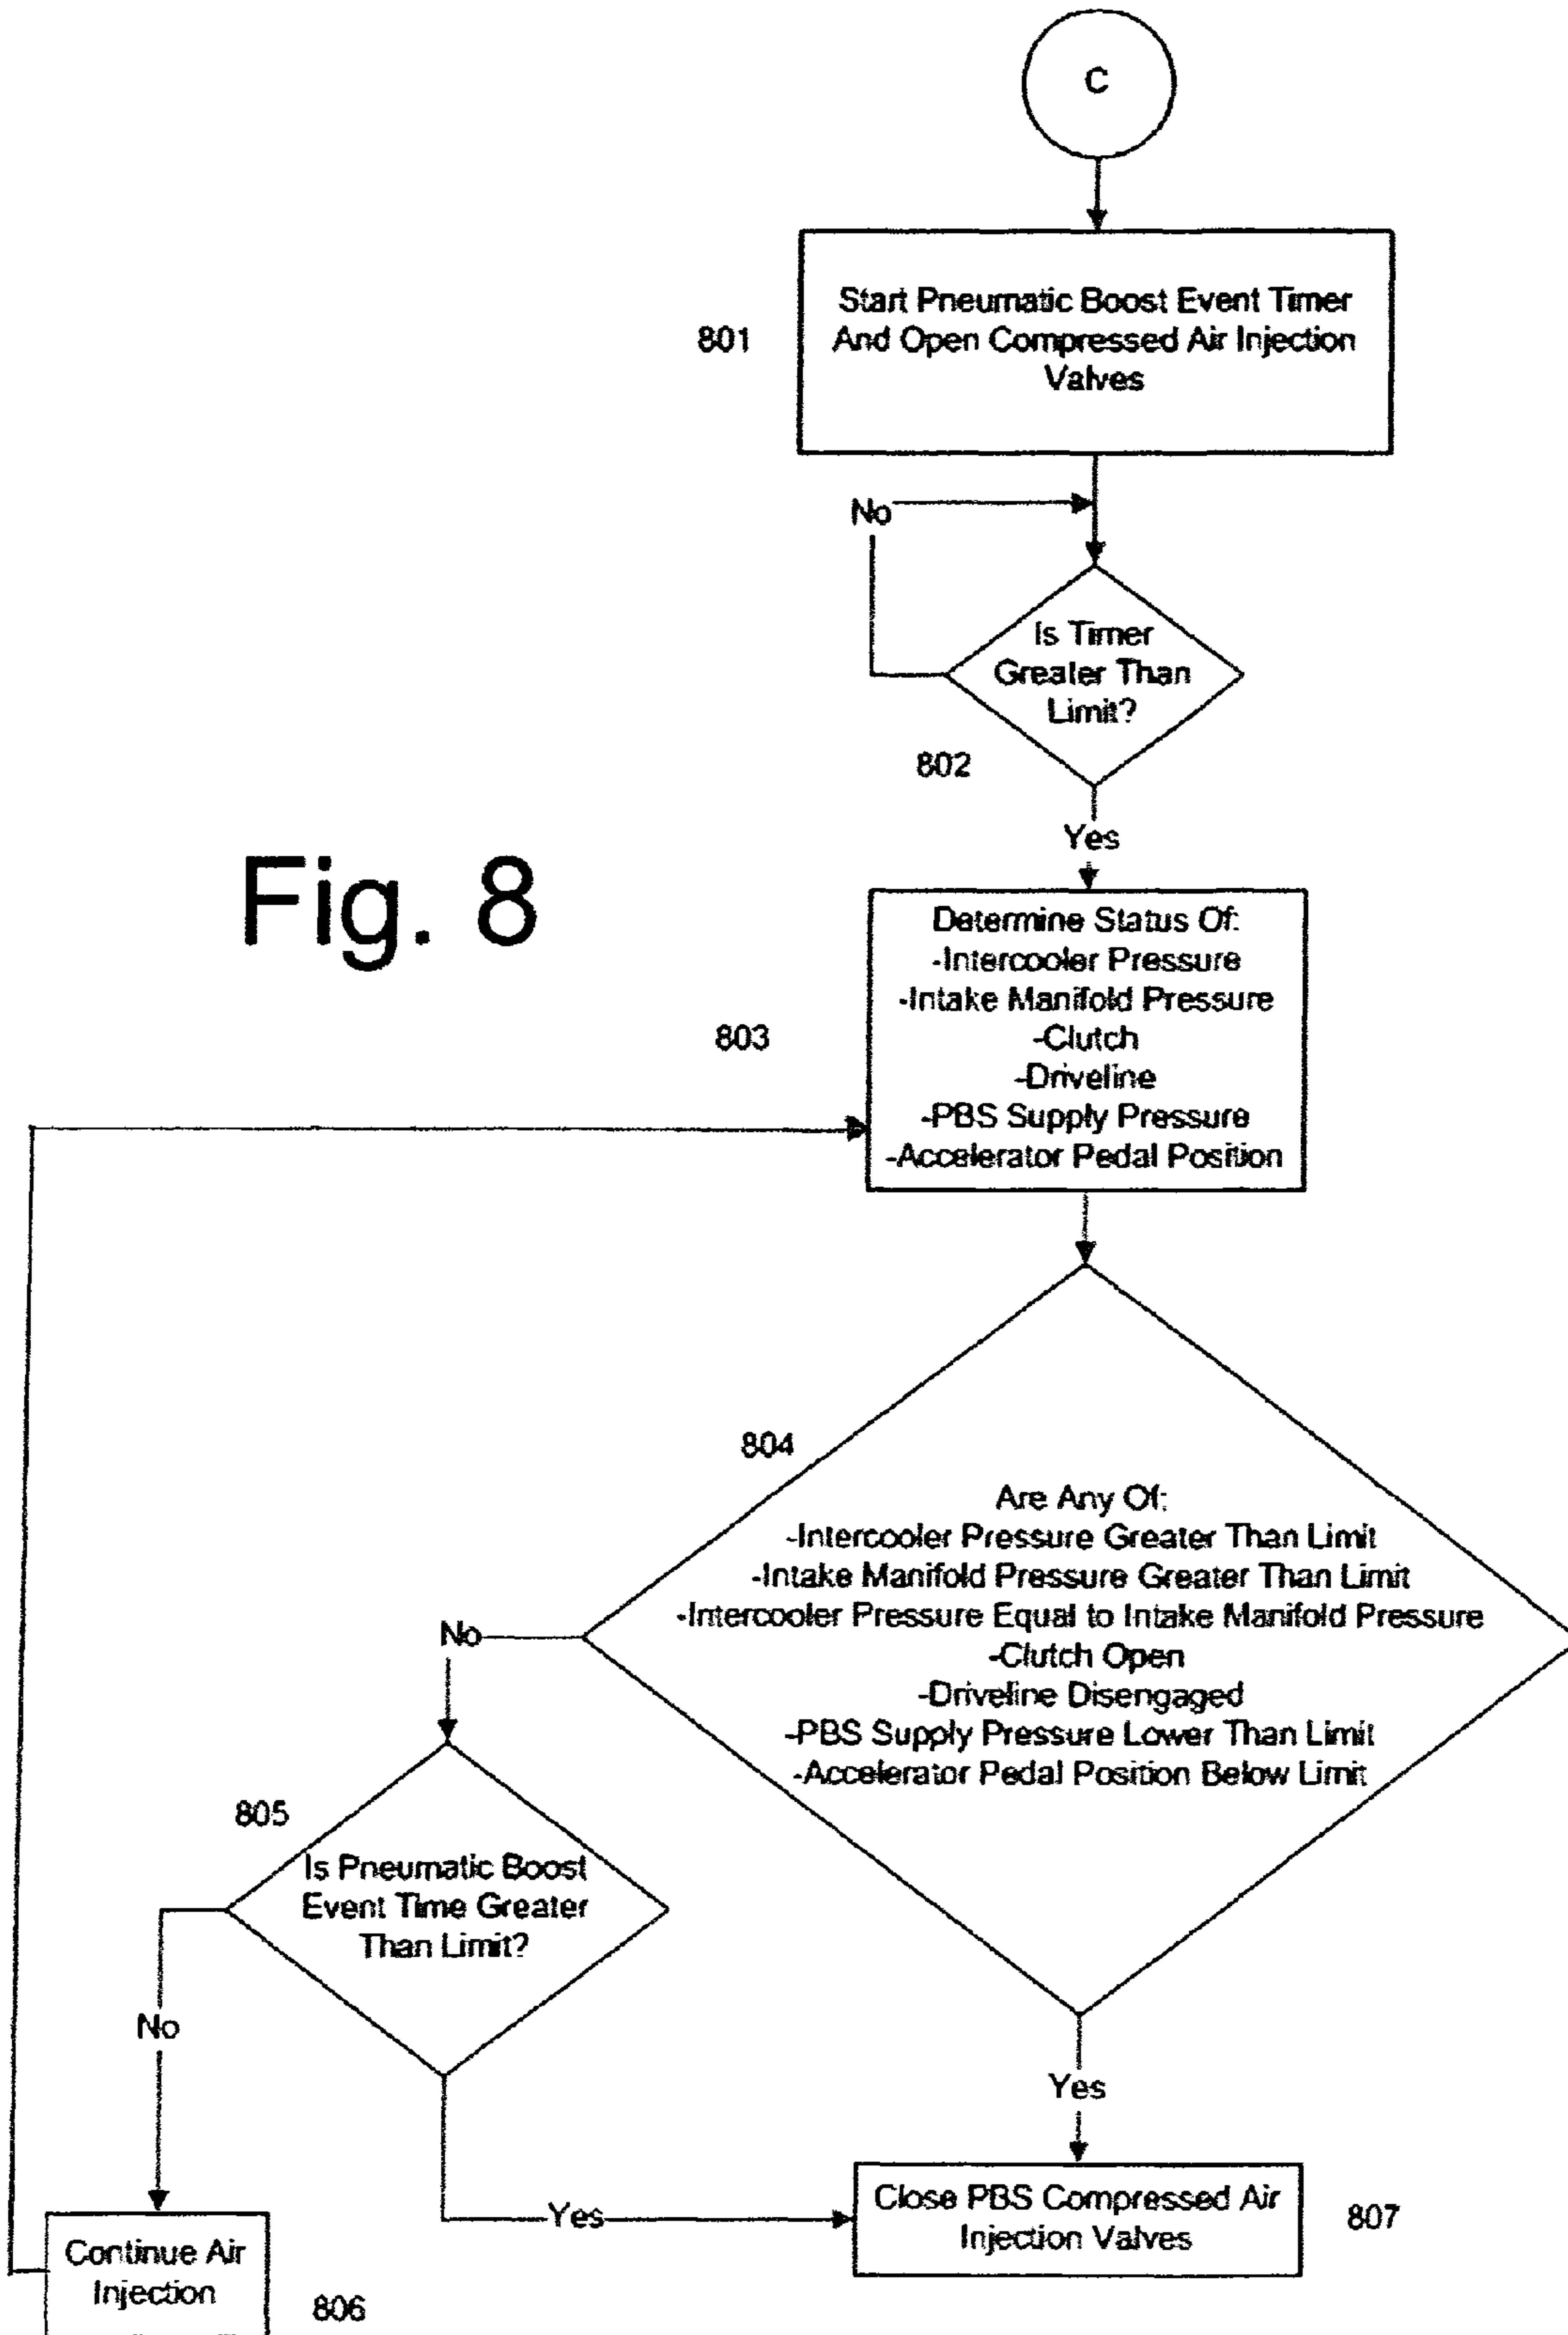 C
Start Pneumatic Boost Event Timer
And Open Compressed Air Injection
Valves
801
No
Is Timer
Greater Than
Limit?
802
Yes
Fig. 8
Determine Status Of:
-Intercooler Pressure
-Intake Manifold Pressure
-Clutch
-Driveline
-PBS Supply Pressure
-Accelerator Pedal Position
803
804
Are Any Of:
-Intercooler Pressure Greater Than Limit
-Intake Manifold Pressure Greater Than Limit
-Intercooler Pressure Equal to Intake Manifold Pressure
-Clutch Open
-Driveline Disengaged
-PBS Supply Pressure Lower Than Limit
-Accelerator Pedal Position Below Limit
No
805
Is Pneumatic Boost
Event Time Greater
Than Limit?
No
Yes
Yes
Close PBS Compressed Air
Injection Valves
807
Continue Air
Injection
806